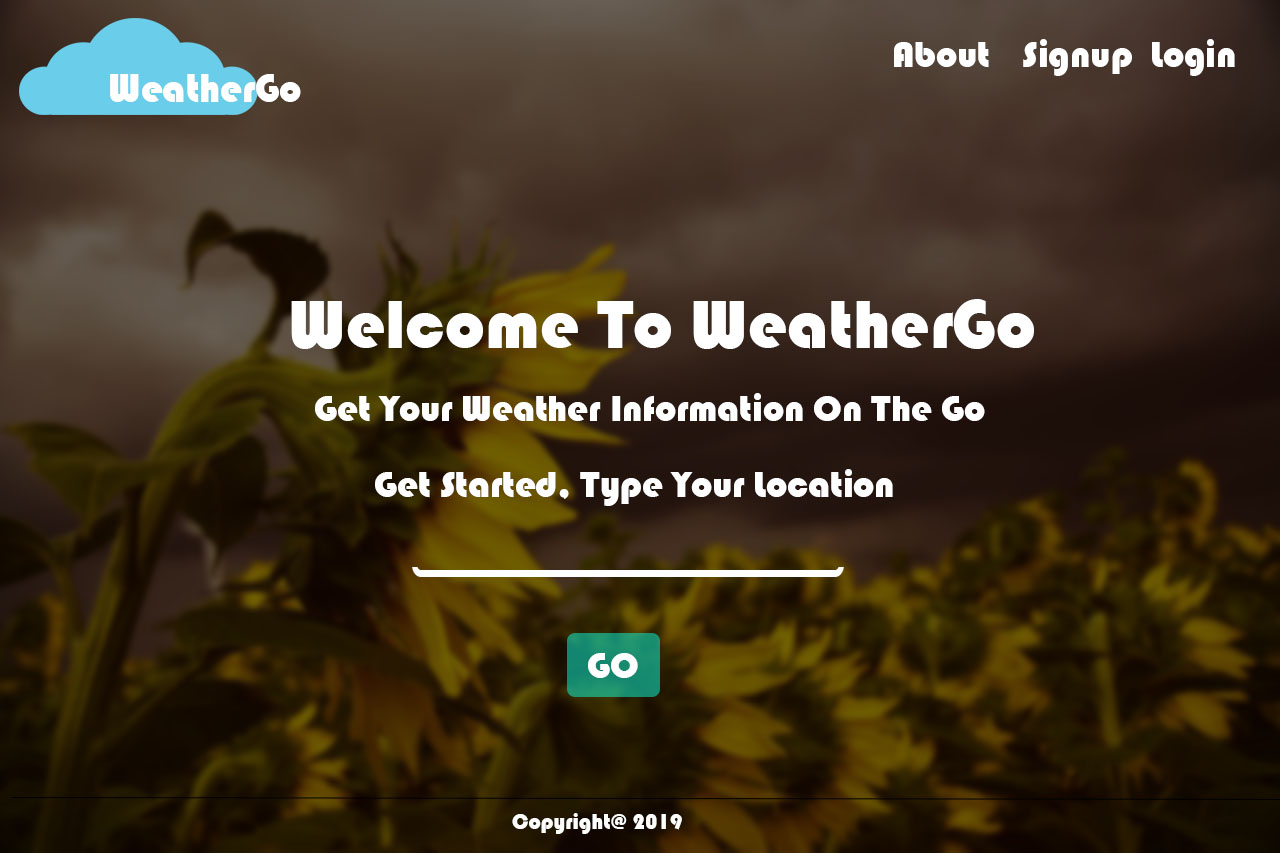 WeatherGo
About Signup Login
Welcome To WeatherGo
Get Your Weather Information On The Go
Get Started, Type Your Location
GO
Copyright@ 2019